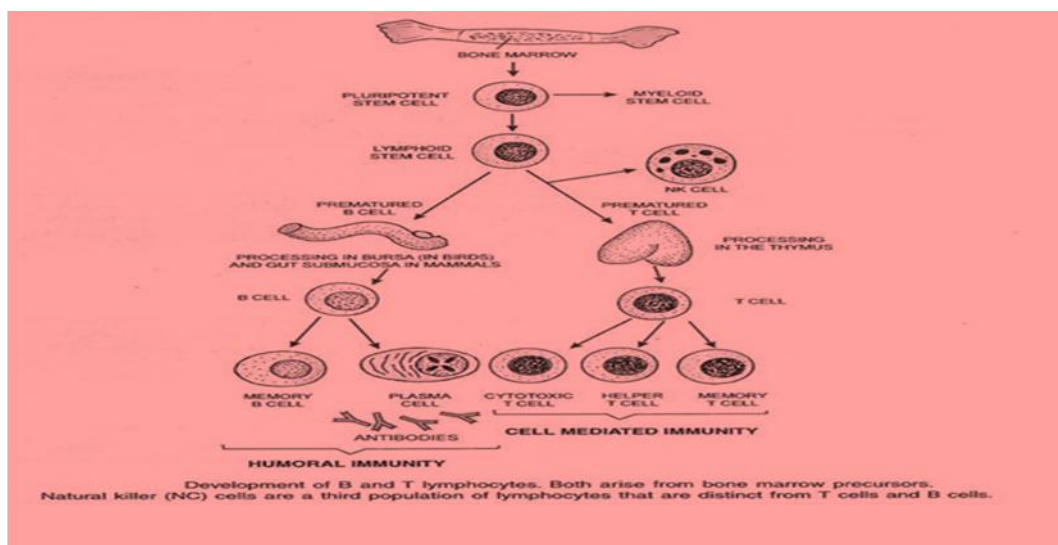 BONE MARROW
PLURIPOTENT
STEM CELL
MYELOID
STEM CELL
LYMPHOID
STEM CELL
NK CELL
PREMATURED
B CELL
PREMATURED
T CELL
PROCESSING IN BURSA (IN BIRDS)
AND GUT SUBMUCOSA IN MAMMALS
PROCESSING
IN THE THYMUS
B CELL
T CELL
MEMORY
B CELL
PLASMA
CELL
CYTOTOXIC
T CELL
HELPER
T CELL
MEMORY
T CELL
ANTIBODIES
CELL MEDIATED IMMUNITY
HUMORAL IMMUNITY
Development of B and T lymphocytes. Both arise from bone marrow precursors.
Natural killer (NC) cells are a third population of lymphocytes that are distinct from T cells and B cells.